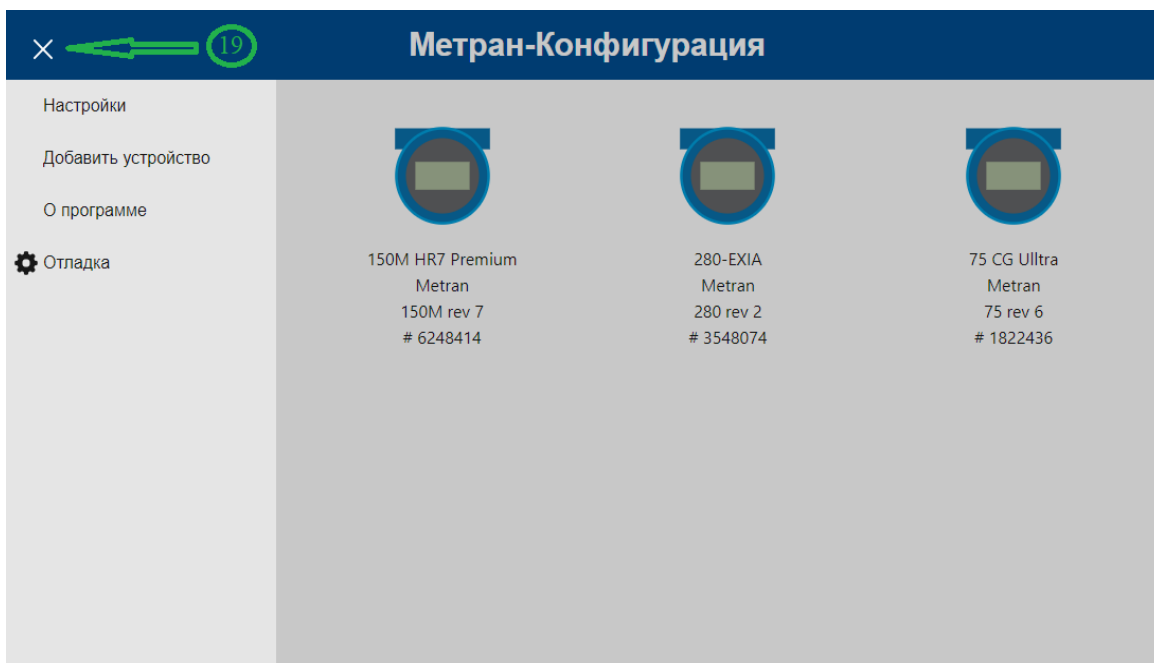 19
Метран-Конфигурация
Настройки
Добавить устройство
О программе
Отладка
150M HR7 Premium
Metran
150M rev 7
# 6248414
280-EXIA
Metran
280 rev 2
# 3548074
75 CG Ulltra
Metran
75 rev 6
# 1822436